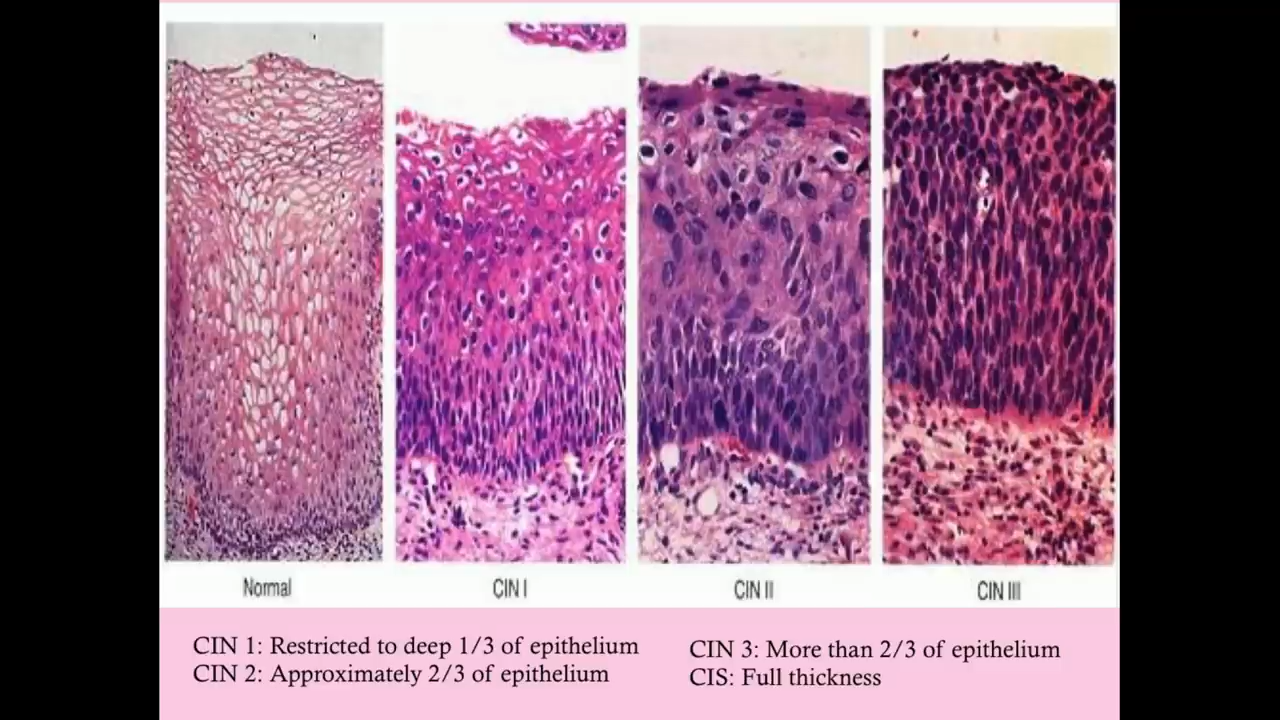 Normal
CIN I
CIN II
CIN III
CIN 1: Restricted to deep 1/3 of epithelium
CIN 2: Approximately 2/3 of epithelium
CIN 3: More than 2/3 of epithelium
CIS: Full thickness